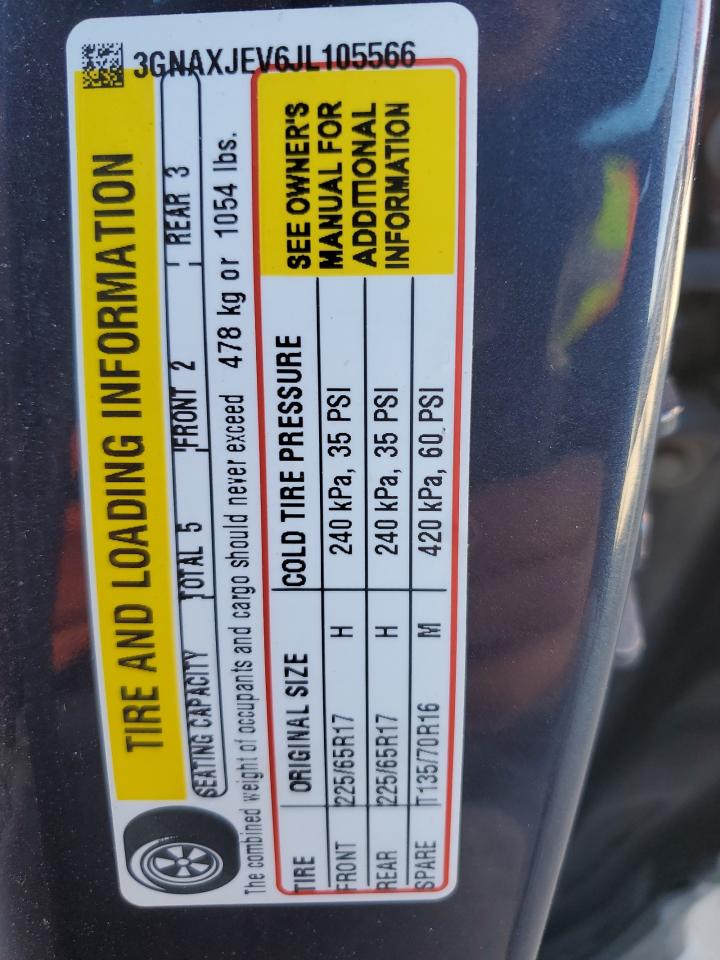 3GNAXJEV6JL105566
TIRE AND LOADING INFORMATION
SEATING CAPACITY TOTAL 5 FRONT 2 REAR 3
The combined weight of occupants and cargo should never exceed 478 kg or 1054 lbs.
TIRE ORIGINAL SIZE COLD TIRE PRESSURE
FRONT 225/65R17 H 240 kPa, 35 PSI
REAR 225/65R17 H 240 kPa, 35 PSI
SPARE T135/70R16 M 420 kPa, 60 PSI
SEE OWNER'S
MANUAL FOR
ADDITIONAL
INFORMATION